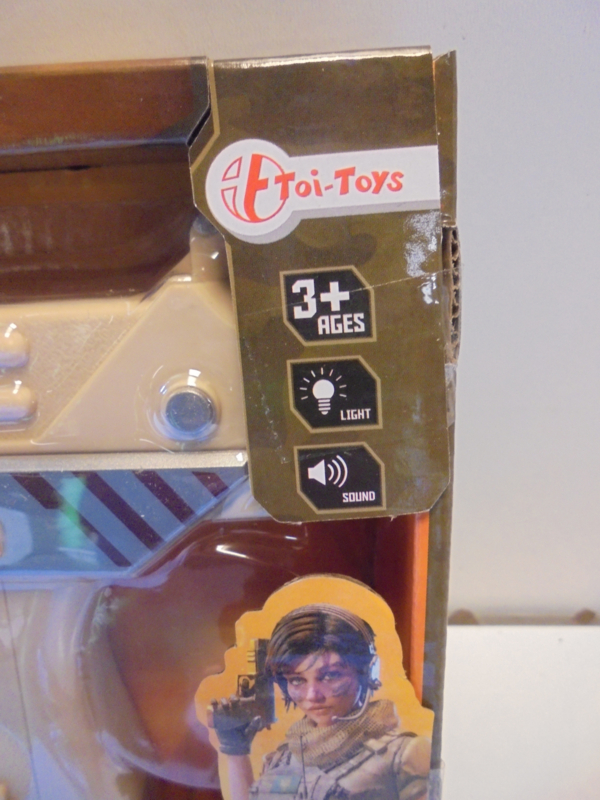 Toi-Toys
3+
AGES
LIGHT
SOUND